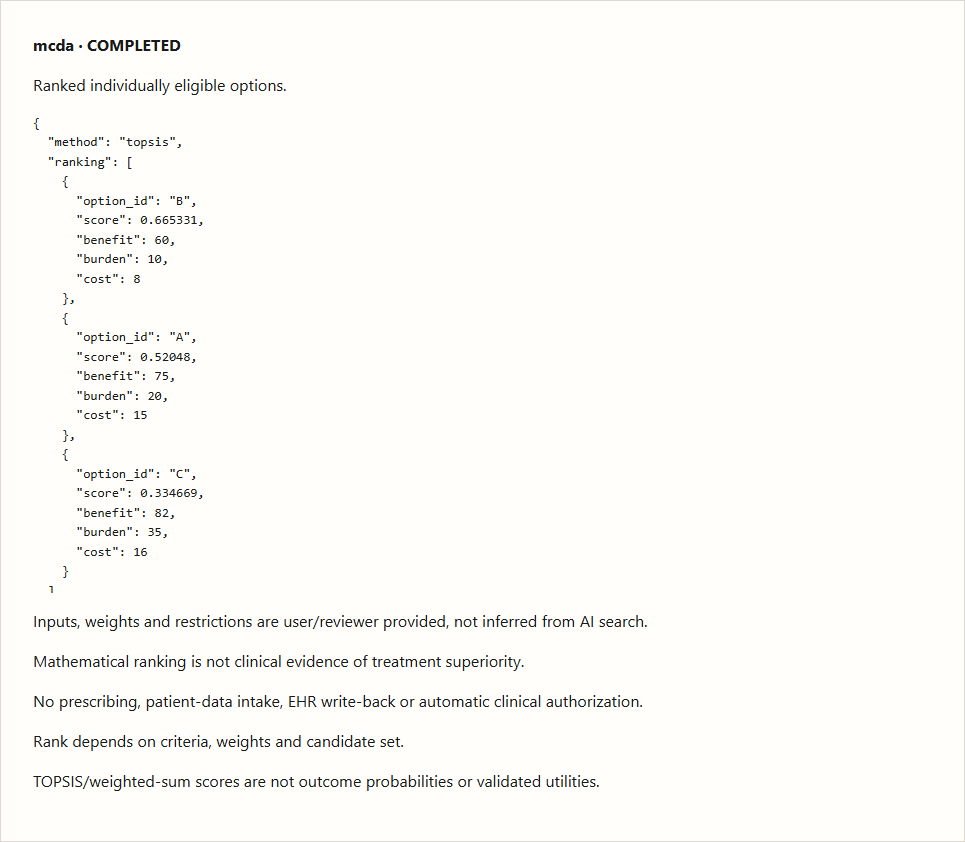 mcda · COMPLETED
Ranked individually eligible options.
{
  "method": "topsis",
  "ranking": [
    {
      "option_id": "B",
      "score": 0.665331,
      "benefit": 60,
      "burden": 10,
      "cost": 8
    },
    {
      "option_id": "A",
      "score": 0.52048,
      "benefit": 75,
      "burden": 20,
      "cost": 15
    },
    {
      "option_id": "C",
      "score": 0.334669,
      "benefit": 82,
      "burden": 35,
      "cost": 16
    }
  ]
Inputs, weights and restrictions are user/reviewer provided, not inferred from AI search.
Mathematical ranking is not clinical evidence of treatment superiority.
No prescribing, patient-data intake, EHR write-back or automatic clinical authorization.
Rank depends on criteria, weights and candidate set.
TOPSIS/weighted-sum scores are not outcome probabilities or validated utilities.